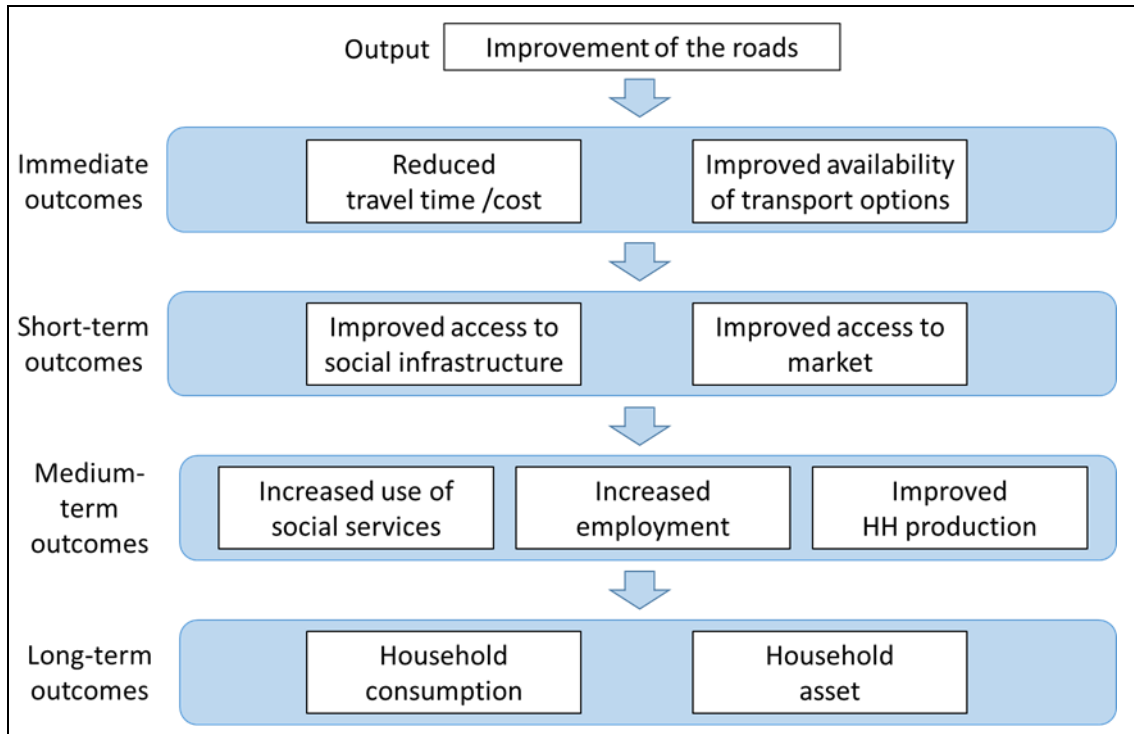 Output
Improvement of the roads
Immediate
outcomes
Reduced
travel time /cost
Improved availability
of transport options
Short-term
outcomes
Improved access to
social infrastructure
Improved access to
market
Medium-
term
outcomes
Increased use of
social services
Increased
employment
Improved
HH production
Long-term
outcomes
Household
consumption
Household
asset